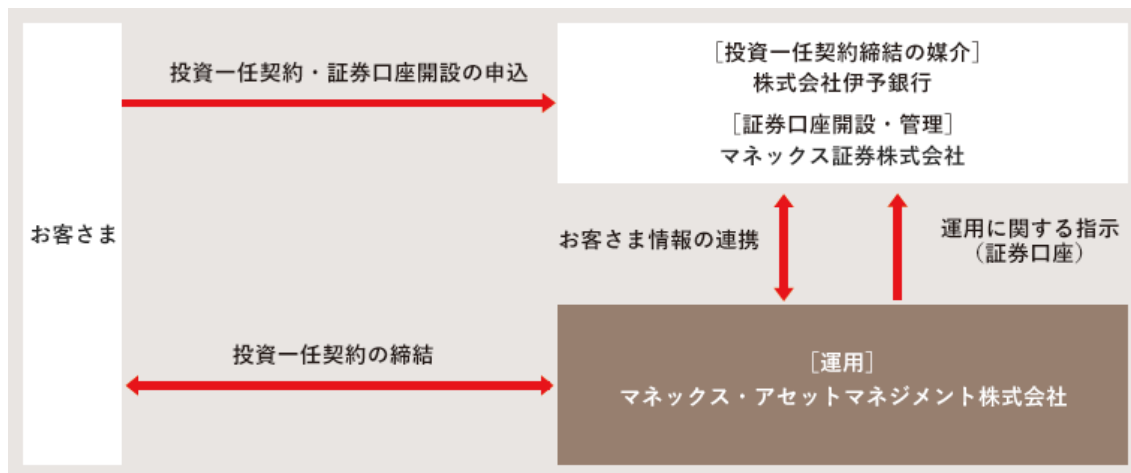 お客さま
投資一任契約・証券口座開設の申込
［投資一任契約締結の媒介］
株式会社伊予銀行
［証券口座開設・管理］
マネックス証券株式会社
お客さま情報の連携
運用に関する指示
（証券口座）
投資一任契約の締結
［運用］
マネックス・アセットマネジメント株式会社